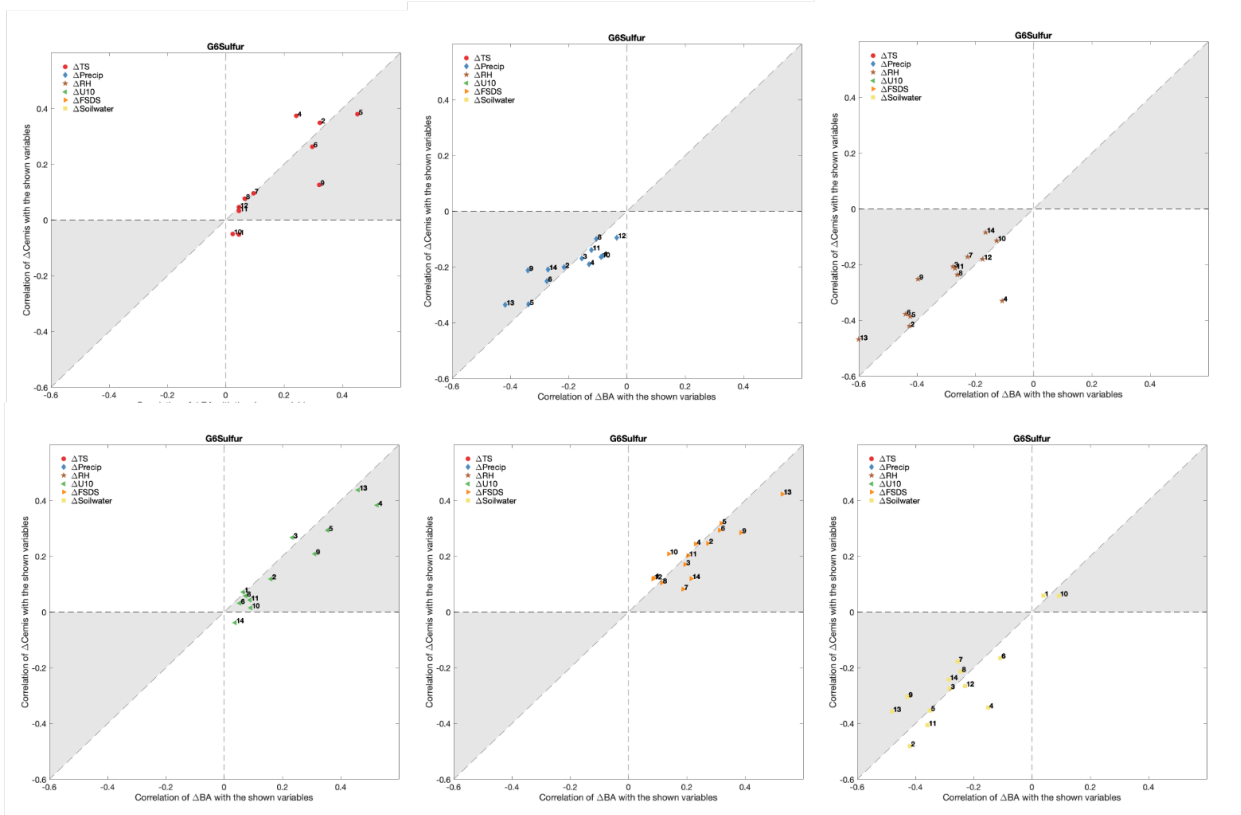 G6Sulfur
ΔTS
ΔPrecip
ΔRH
ΔU10
ΔFSDS
ΔSoilwater
Correlation of ΔCemis with the shown variables
0.4
0.2
0
-0.2
-0.4
-0.6
-0.6 -0.4 -0.2 0 0.2 0.4
4
2
5
6
9
7
3
12
11
10 1
G6Sulfur
ΔTS
ΔPrecip
ΔRH
ΔU10
ΔFSDS
ΔSoilwater
Correlation of ΔCemis with the shown variables
0.4
0.2
0
-0.2
-0.4
-0.6
-0.6 -0.4 -0.2 0 0.2 0.4
Correlation of ΔBA with the shown variables
8
12
11
3
4
10
9
14
2
6
13
5
G6Sulfur
ΔTS
ΔPrecip
ΔRH
ΔU10
ΔFSDS
ΔSoilwater
Correlation of ΔCemis with the shown variables
0.4
0.2
0
-0.2
-0.4
-0.6
-0.6 -0.4 -0.2 0 0.2 0.4
Correlation of ΔBA with the shown variables
14
10
7
12
3
11
8
9
4
6
5
2
13
G6Sulfur
ΔTS
ΔPrecip
ΔRH
ΔU10
ΔFSDS
ΔSoilwater
Correlation of ΔCemis with the shown variables
0.4
0.2
0
-0.2
-0.4
-0.6
-0.6 -0.4 -0.2 0 0.2 0.4
Correlation of ΔBA with the shown variables
13
4
5
3
9
2
1
8
6
11
10
14
G6Sulfur
ΔTS
ΔPrecip
ΔRH
ΔU10
ΔFSDS
ΔSoilwater
Correlation of ΔCemis with the shown variables
0.4
0.2
0
-0.2
-0.4
-0.6
-0.6 -0.4 -0.2 0 0.2 0.4
Correlation of ΔBA with the shown variables
13
5
6
9
4
2
10
11
3
12
14
8
7
G6Sulfur
ΔTS
ΔPrecip
ΔRH
ΔU10
ΔFSDS
ΔSoilwater
Correlation of ΔCemis with the shown variables
0.4
0.2
0
-0.2
-0.4
-0.6
-0.6 -0.4 -0.2 0 0.2 0.4
Correlation of ΔBA with the shown variables
1
10
7
6
8
14
3
12
9
13
5
4
11
2